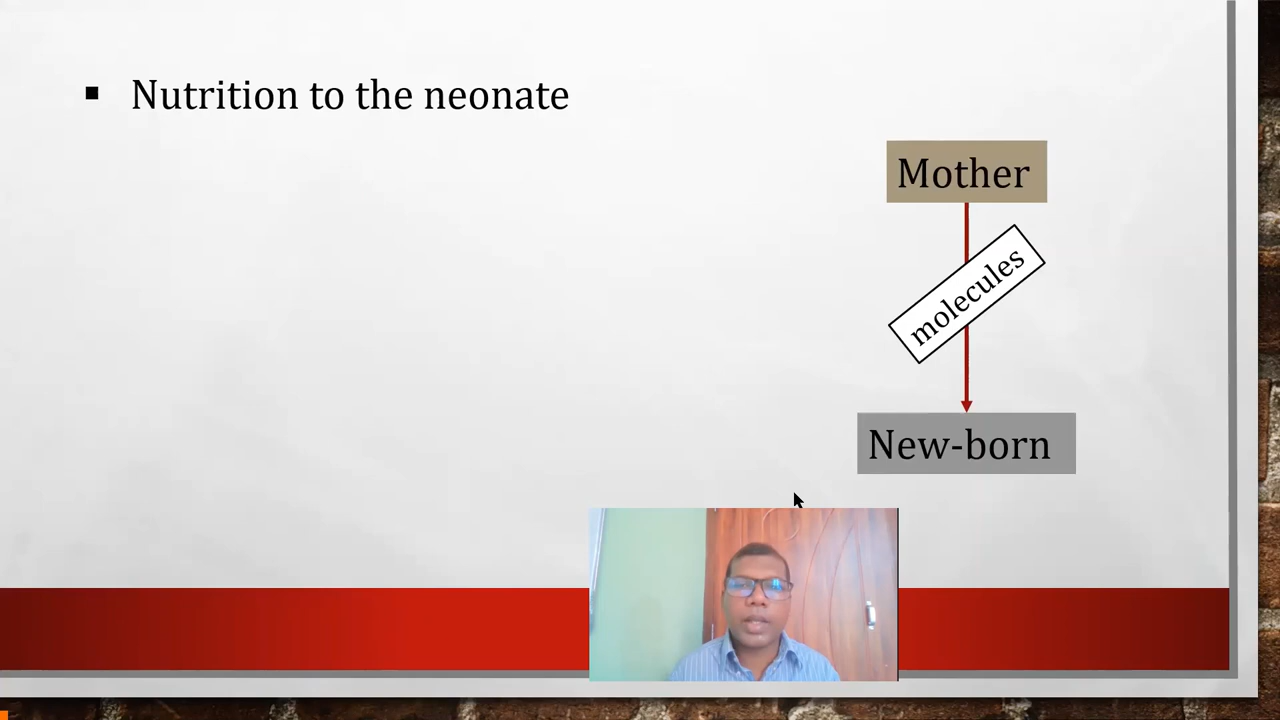 ▪ Nutrition to the neonate
Mother
molecules
New-born